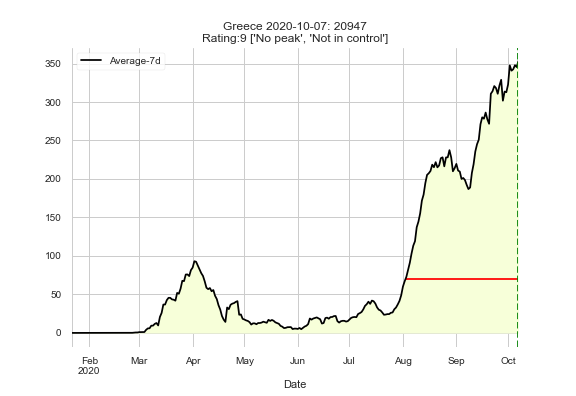 Greece 2020-10-07: 20947
Rating:9 ['No peak', 'Not in control']
Average-7d
350
300
250
200
150
100
50
0
Feb Mar Apr May Jun Jul Aug Sep Oct
2020
Date